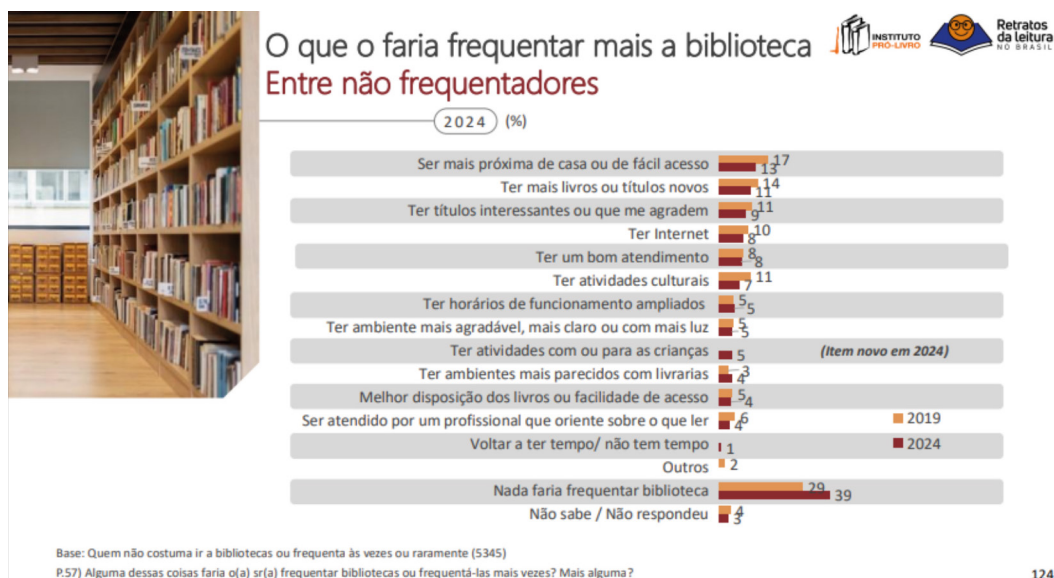 O que o faria frequentar mais a biblioteca
INSTITUTO
PRÓ-LIVRO
Retratos
da leitura
NO BRASIL
Entre não frequentadores
2024 (%)
Ser mais próxima de casa ou de fácil acesso 17 13
Ter mais livros ou títulos novos 14 11
Ter títulos interessantes ou que me agradem 11 9
Ter Internet 10 8
Ter um bom atendimento 8 8
Ter atividades culturais 11 7
Ter horários de funcionamento ampliados 5 5
Ter ambiente mais agradável, mais claro ou com mais luz 5 5
Ter atividades com ou para as crianças 5 (Item novo em 2024)
Ter ambientes mais parecidos com livrarias 3 4
Melhor disposição dos livros ou facilidade de acesso 5 4
Ser atendido por um profissional que oriente sobre o que ler 6 4
2019
Voltar a ter tempo/ não tem tempo 1
2024
Outros 2
Nada faria frequentar biblioteca 29 39
Não sabe / Não respondeu 4 3
Base: Quem não costuma ir a bibliotecas ou frequenta às vezes ou raramente (5345)
P.57) Alguma dessas coisas faria o(a) sr(a) frequentar bibliotecas ou frequentá-las mais vezes? Mais alguma?
124